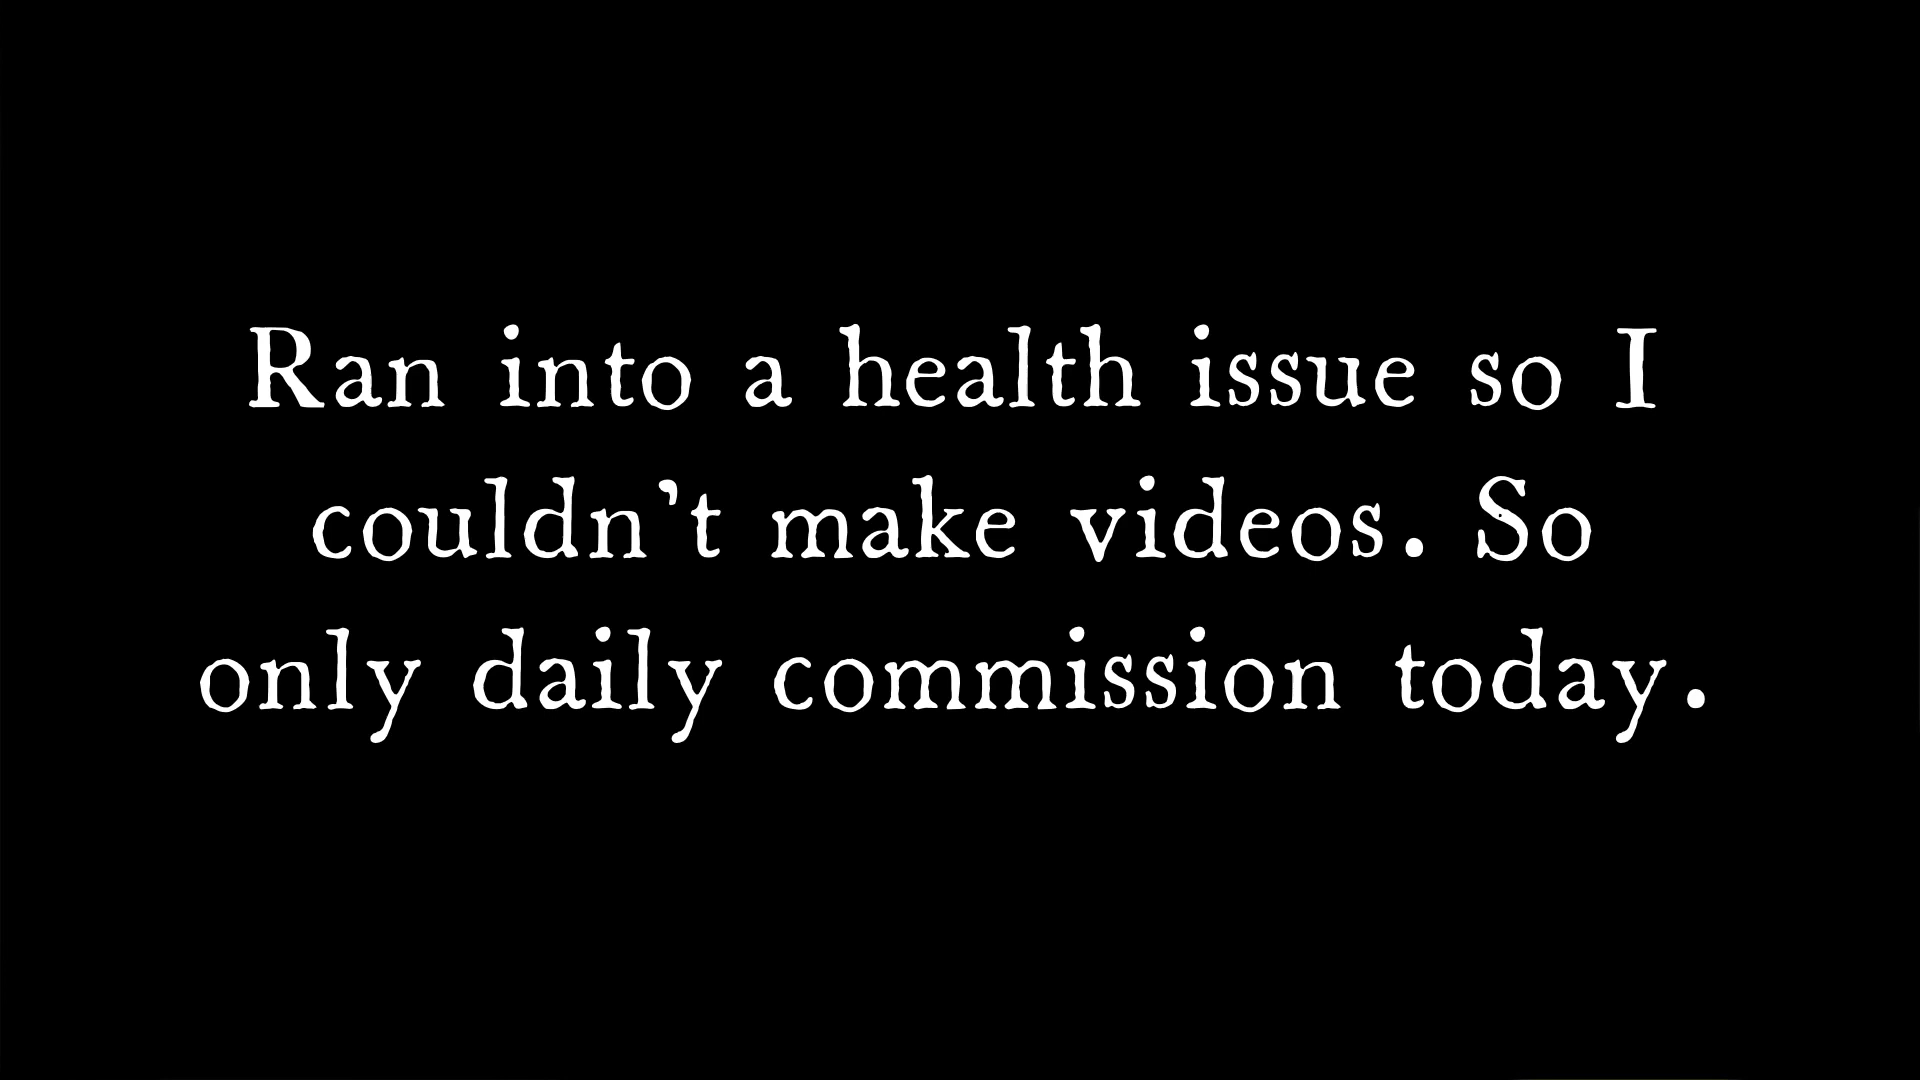 Ran into a health issue so I
couldn't make videos. So
only daily commission today.